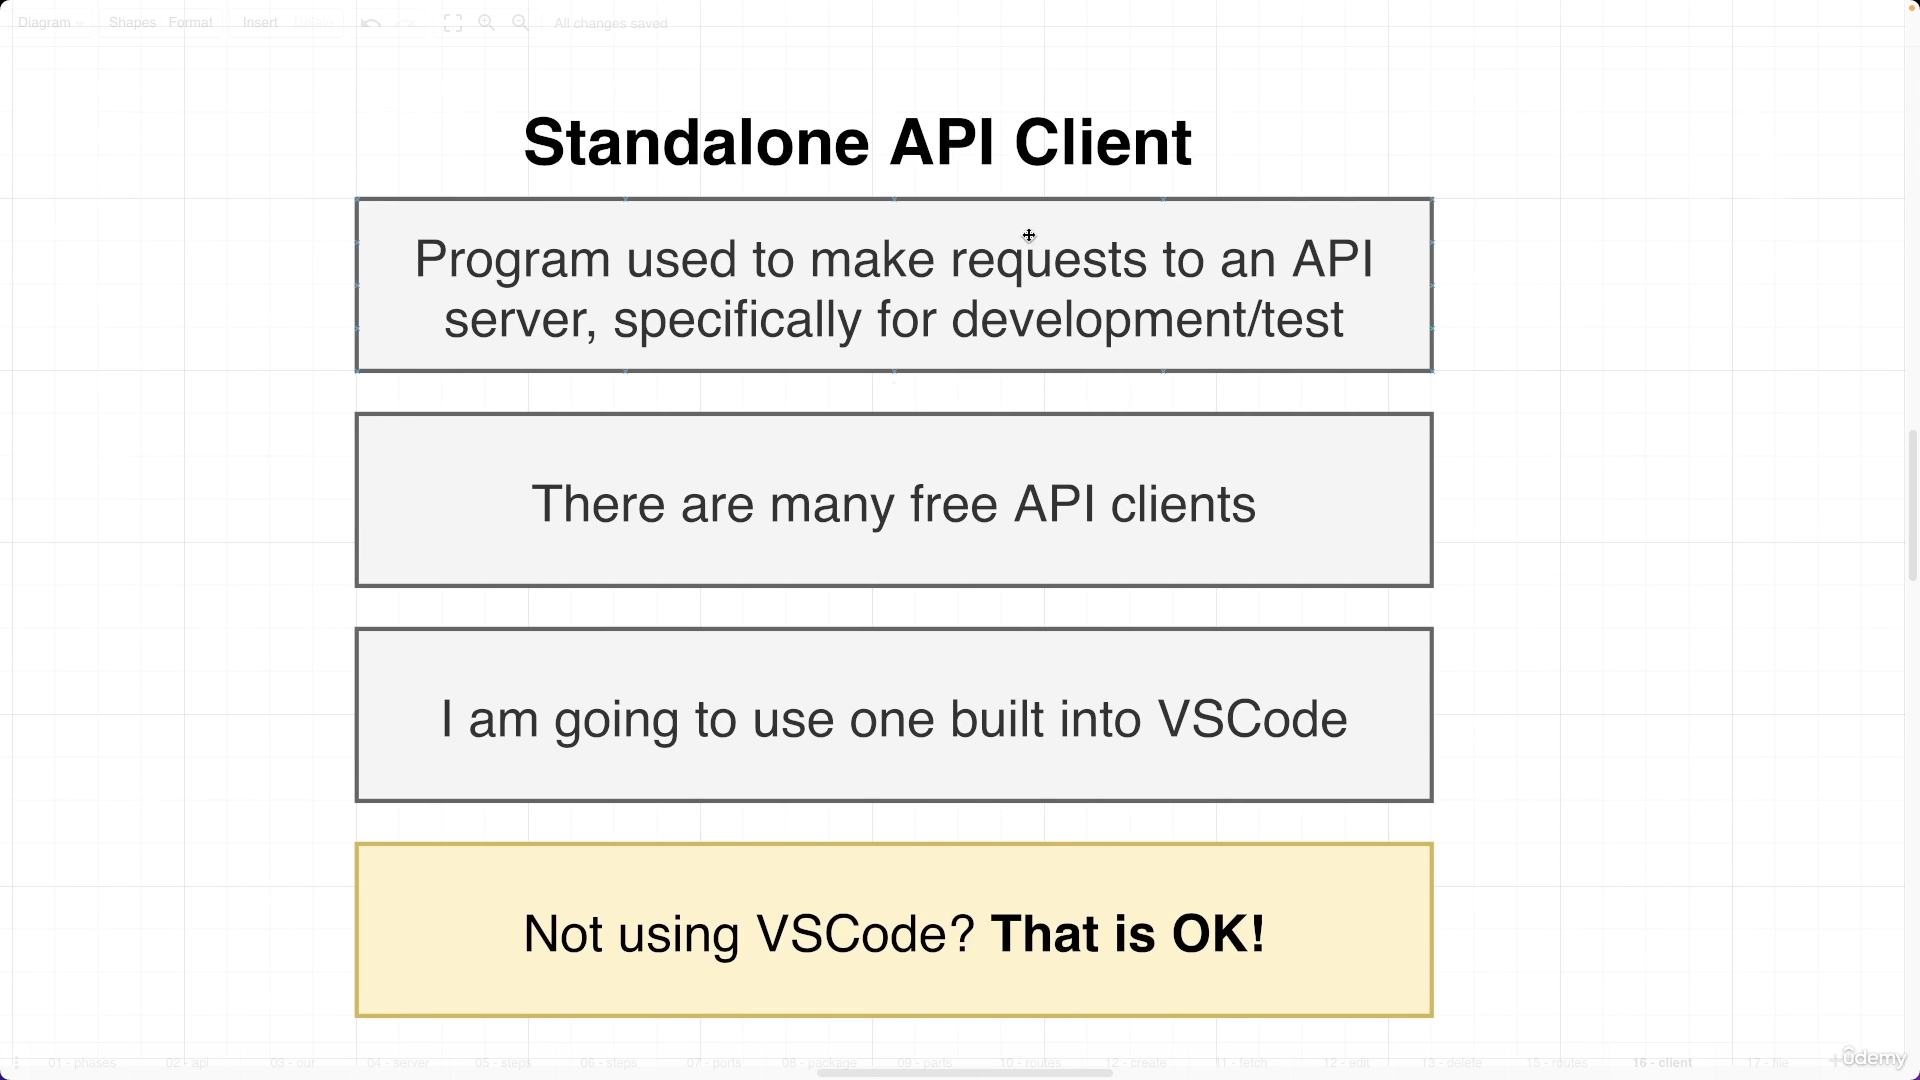 Diagram Shapes Format Insert Delete All changes saved
Standalone API Client
Program used to make requests to an API
server, specifically for development/test
There are many free API clients
I am going to use one built into VSCode
Not using VSCode? That is OK!
01 - phases 02 - api 03 - our 04 - server 05 - steps 06 - steps 07 - ports 08 - package 09 - parts 10 - routes 12 - create 11 - fetch 12 - edit 13 - delete 15 - routes 16 - client 17 - file
ûdemy